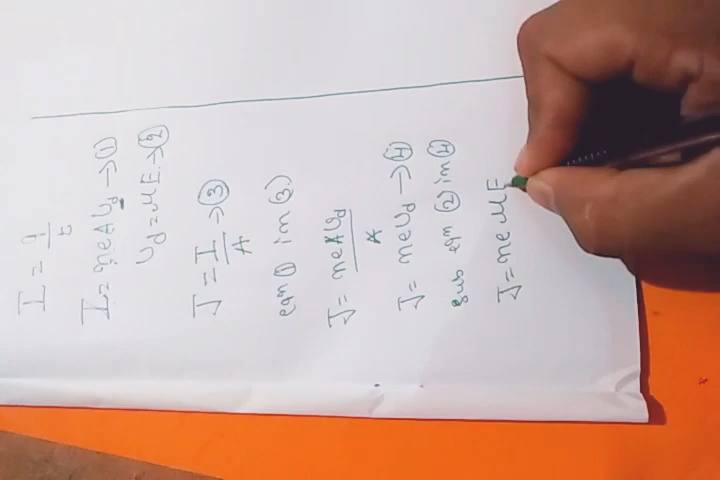 I = q/t
I = neAVd → ①
Vd = μE → ②
J = I/A → ③
eqn ① in ③.
J = neAVd/A
J = neVd → ④
sub eqn ② in ④
J = neμE